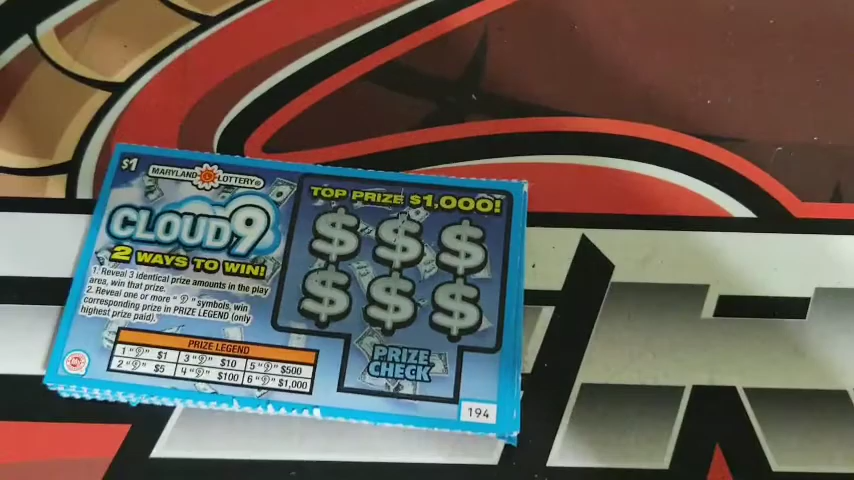 $1
MARYLAND LOTTERY
CLOUD 9
2 WAYS TO WIN!
1. Reveal 3 identical prize amounts in the play
area, win that prize.
2. Reveal one or more "9" symbols, win
corresponding prize in PRIZE LEGEND (only
highest prize paid).
PRIZE LEGEND
1 "9" $1 3 "9" $10 5 "9" $500
2 "9" $5 4 "9" $100 6 "9" $1,000
TOP PRIZE $1,000!
$ $ $
$ $ $
PRIZE
CHECK
194